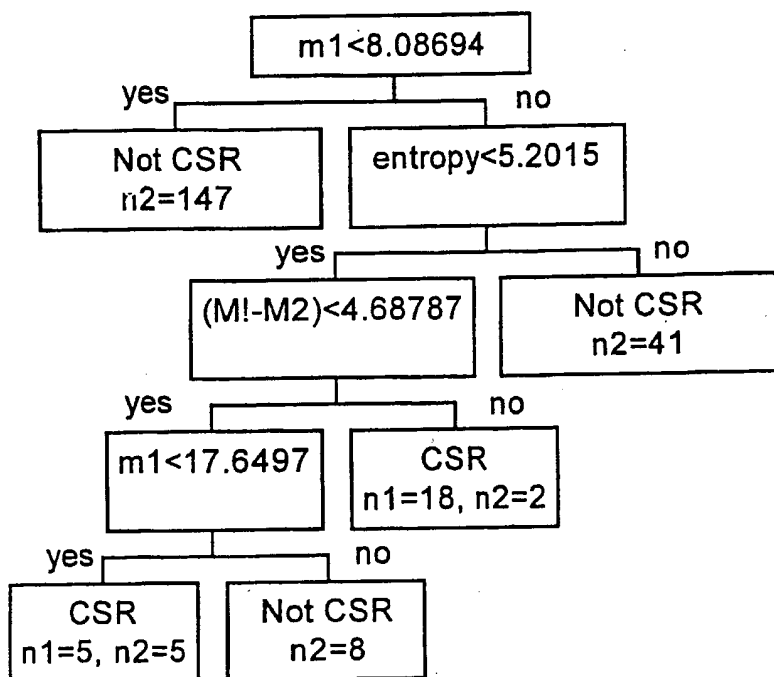 m1<8.08694
yes
no
Not CSR
n2=147
entropy<5.2015
yes
no
(M!-M2)<4.68787
Not CSR
n2=41
yes
no
m1<17.6497
CSR
n1=18, n2=2
yes
no
CSR
n1=5, n2=5
Not CSR
n2=8